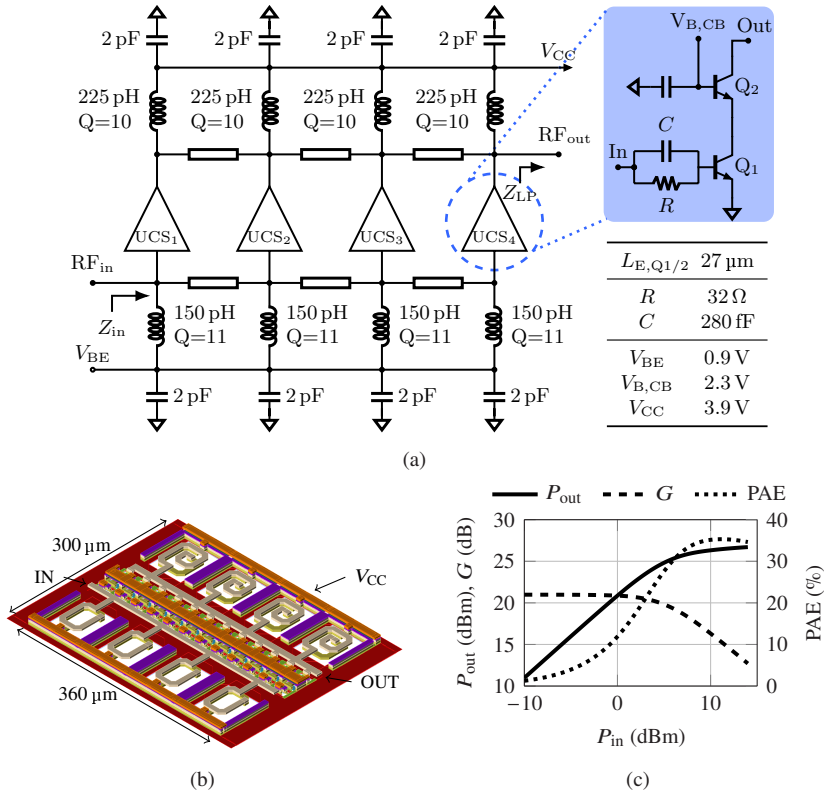 2 pF 2 pF 2 pF 2 pF
V_CC
225 pH 225 pH 225 pH 225 pH
Q=10 Q=10 Q=10 Q=10
RF_out
Z_LP
UCS_1 UCS_2 UCS_3 UCS_4
RF_in
Z_in
150 pH 150 pH 150 pH 150 pH
Q=11 Q=11 Q=11 Q=11
V_BE
2 pF 2 pF 2 pF 2 pF
V_B,CB Out
Q_2
C
In
Q_1
R
L_E,Q1/2 27 µm
R 32 Ω
C 280 fF
V_BE 0.9 V
V_B,CB 2.3 V
V_CC 3.9 V
(a)
300 µm
IN
V_CC
OUT
360 µm
(b)
P_out G PAE
30 40
25 30
20 20
15 10
10 0
P_out (dBm), G (dB)
PAE (%)
−10 0 10
P_in (dBm)
(c)